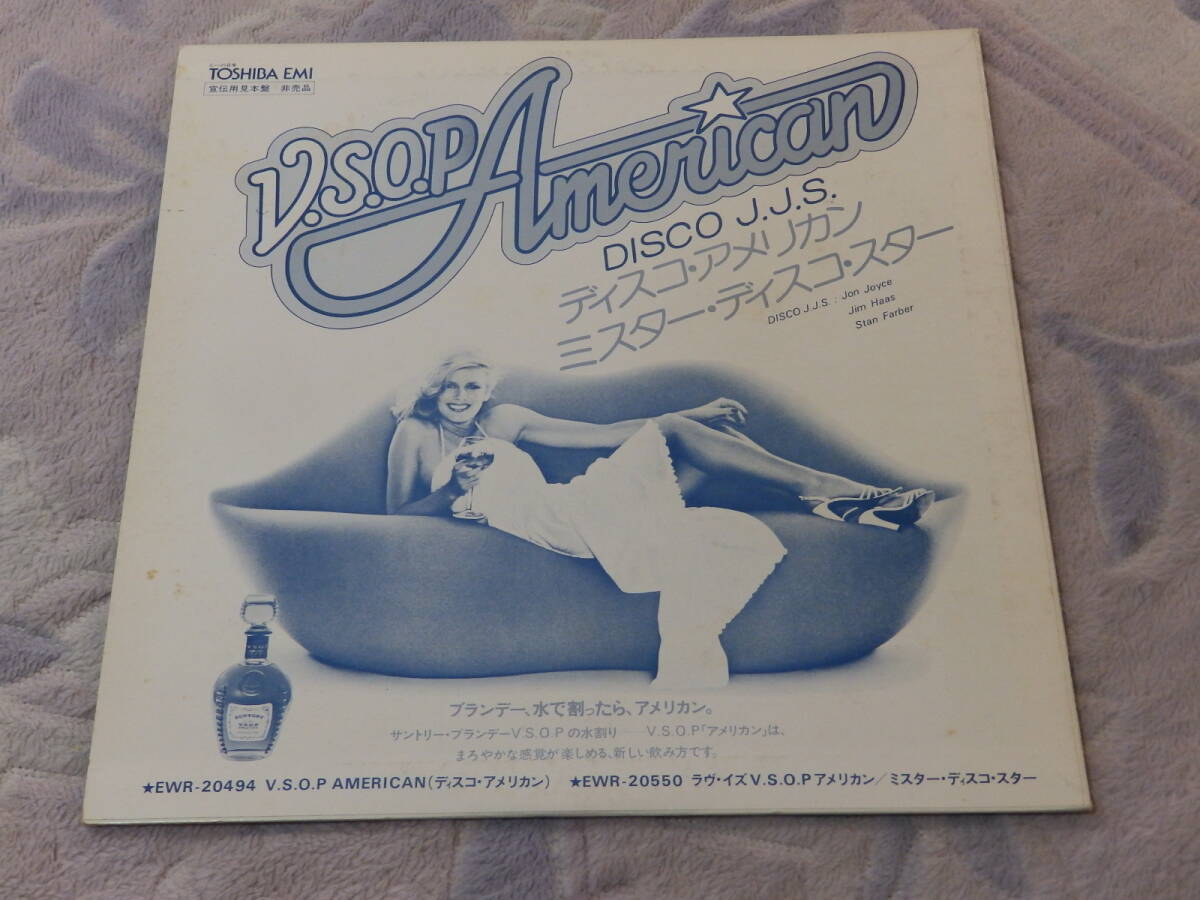 TOSHIBA EMI
宣伝用見本盤 非売品
V.S.O.P American
DISCO J.J.S.
ディスコ・アメリカン
ミスター・ディスコ・スター
DISCO J.J.S. : Jon Joyce
Jim Haas
Stan Farber
SUNTORY
V.S.O.P
ブランデー、水で割ったら、アメリカン。
サントリー・ブランデーV.S.O.Pの水割り——V.S.O.P「アメリカン」は、
まろやかな感覚が楽しめる、新しい飲み方です。
★EWR-20494 V.S.O.P AMERICAN(ディスコ・アメリカン) ★EWR-20550 ラヴ・イズV.S.O.Pアメリカン/ミスター・ディスコ・スター